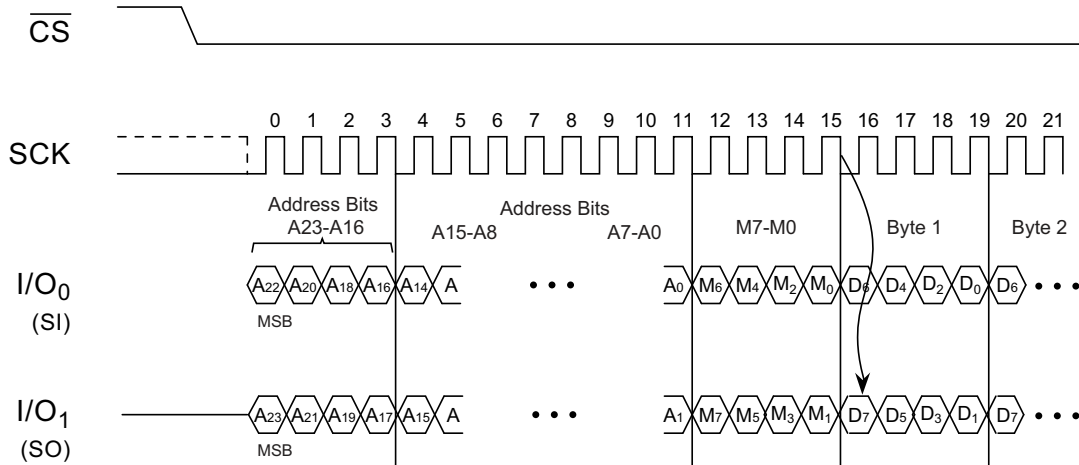 CS
0 1 2 3 4 5 6 7 8 9 10 11 12 13 14 15 16 17 18 19 20 21
SCK
Address Bits
A23-A16
Address Bits
A15-A8 A7-A0 M7-M0 Byte 1 Byte 2
I/O0
(SI)
A22 A20 A18 A16 A14 A • • • A0 M6 M4 M2 M0 D6 D4 D2 D0 D6 • • •
MSB
I/O1
(SO)
A23 A21 A19 A17 A15 A • • • A1 M7 M5 M3 M1 D7 D5 D3 D1 D7 • • •
MSB